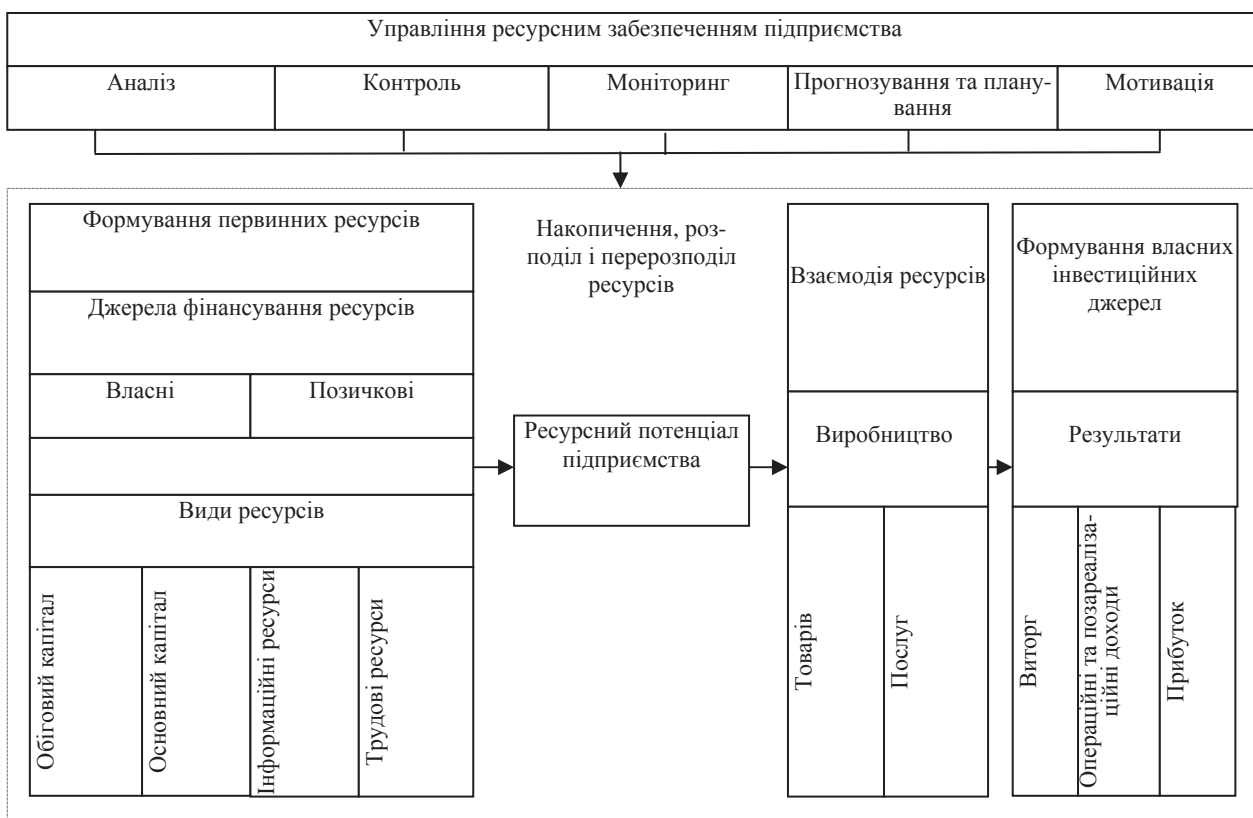 Управління ресурсним забезпеченням підприємства
Аналіз
Контроль
Моніторинг
Прогнозування та плану-
вання
Мотивація
Формування первинних ресурсів
Джерела фінансування ресурсів
Власні
Позичкові
Види ресурсів
Обіговий капітал
Основний капітал
Інформаційні ресурси
Трудові ресурси
Накопичення, роз-
поділ і перерозподіл
ресурсів
Ресурсний потенціал
підприємства
Взаємодія ресурсів
Виробництво
Товарів
Послуг
Формування власних
інвестиційних
джерел
Результати
Виторг
Операційні та позареаліза-
ційні доходи
Прибуток